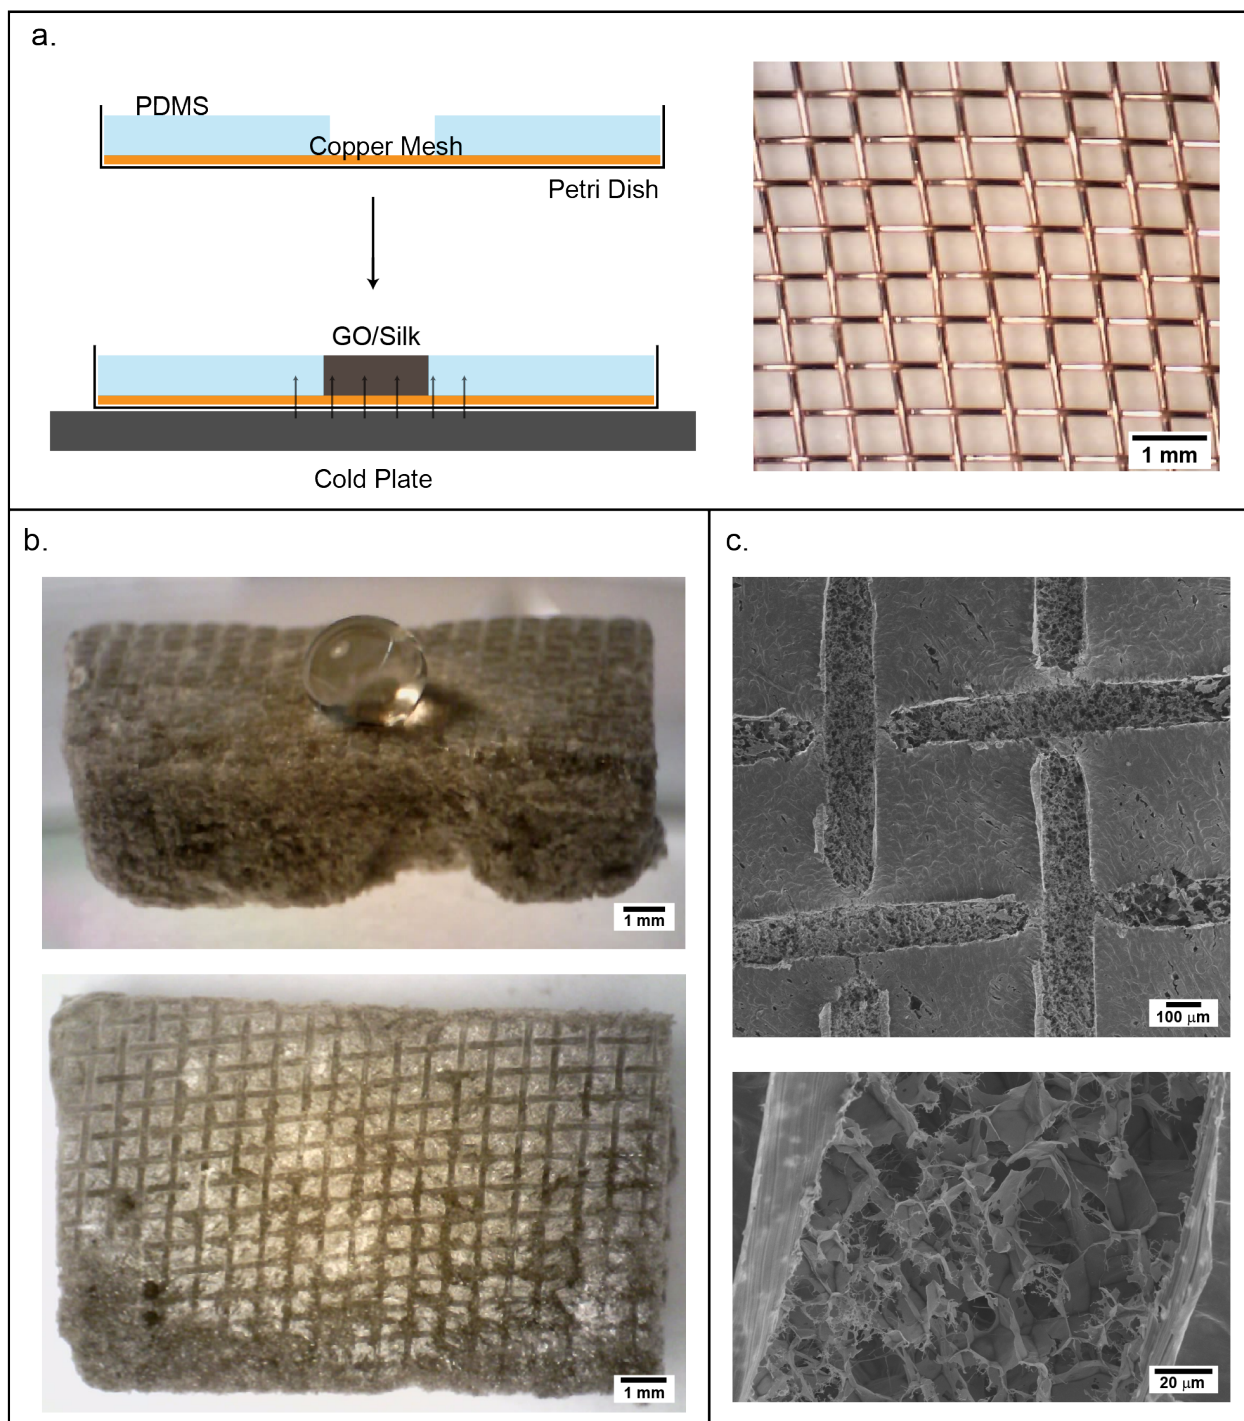 a.
PDMS
Copper Mesh
Petri Dish
GO/Silk
Cold Plate
1 mm
b.
1 mm
1 mm
c.
100 μm
20 μm